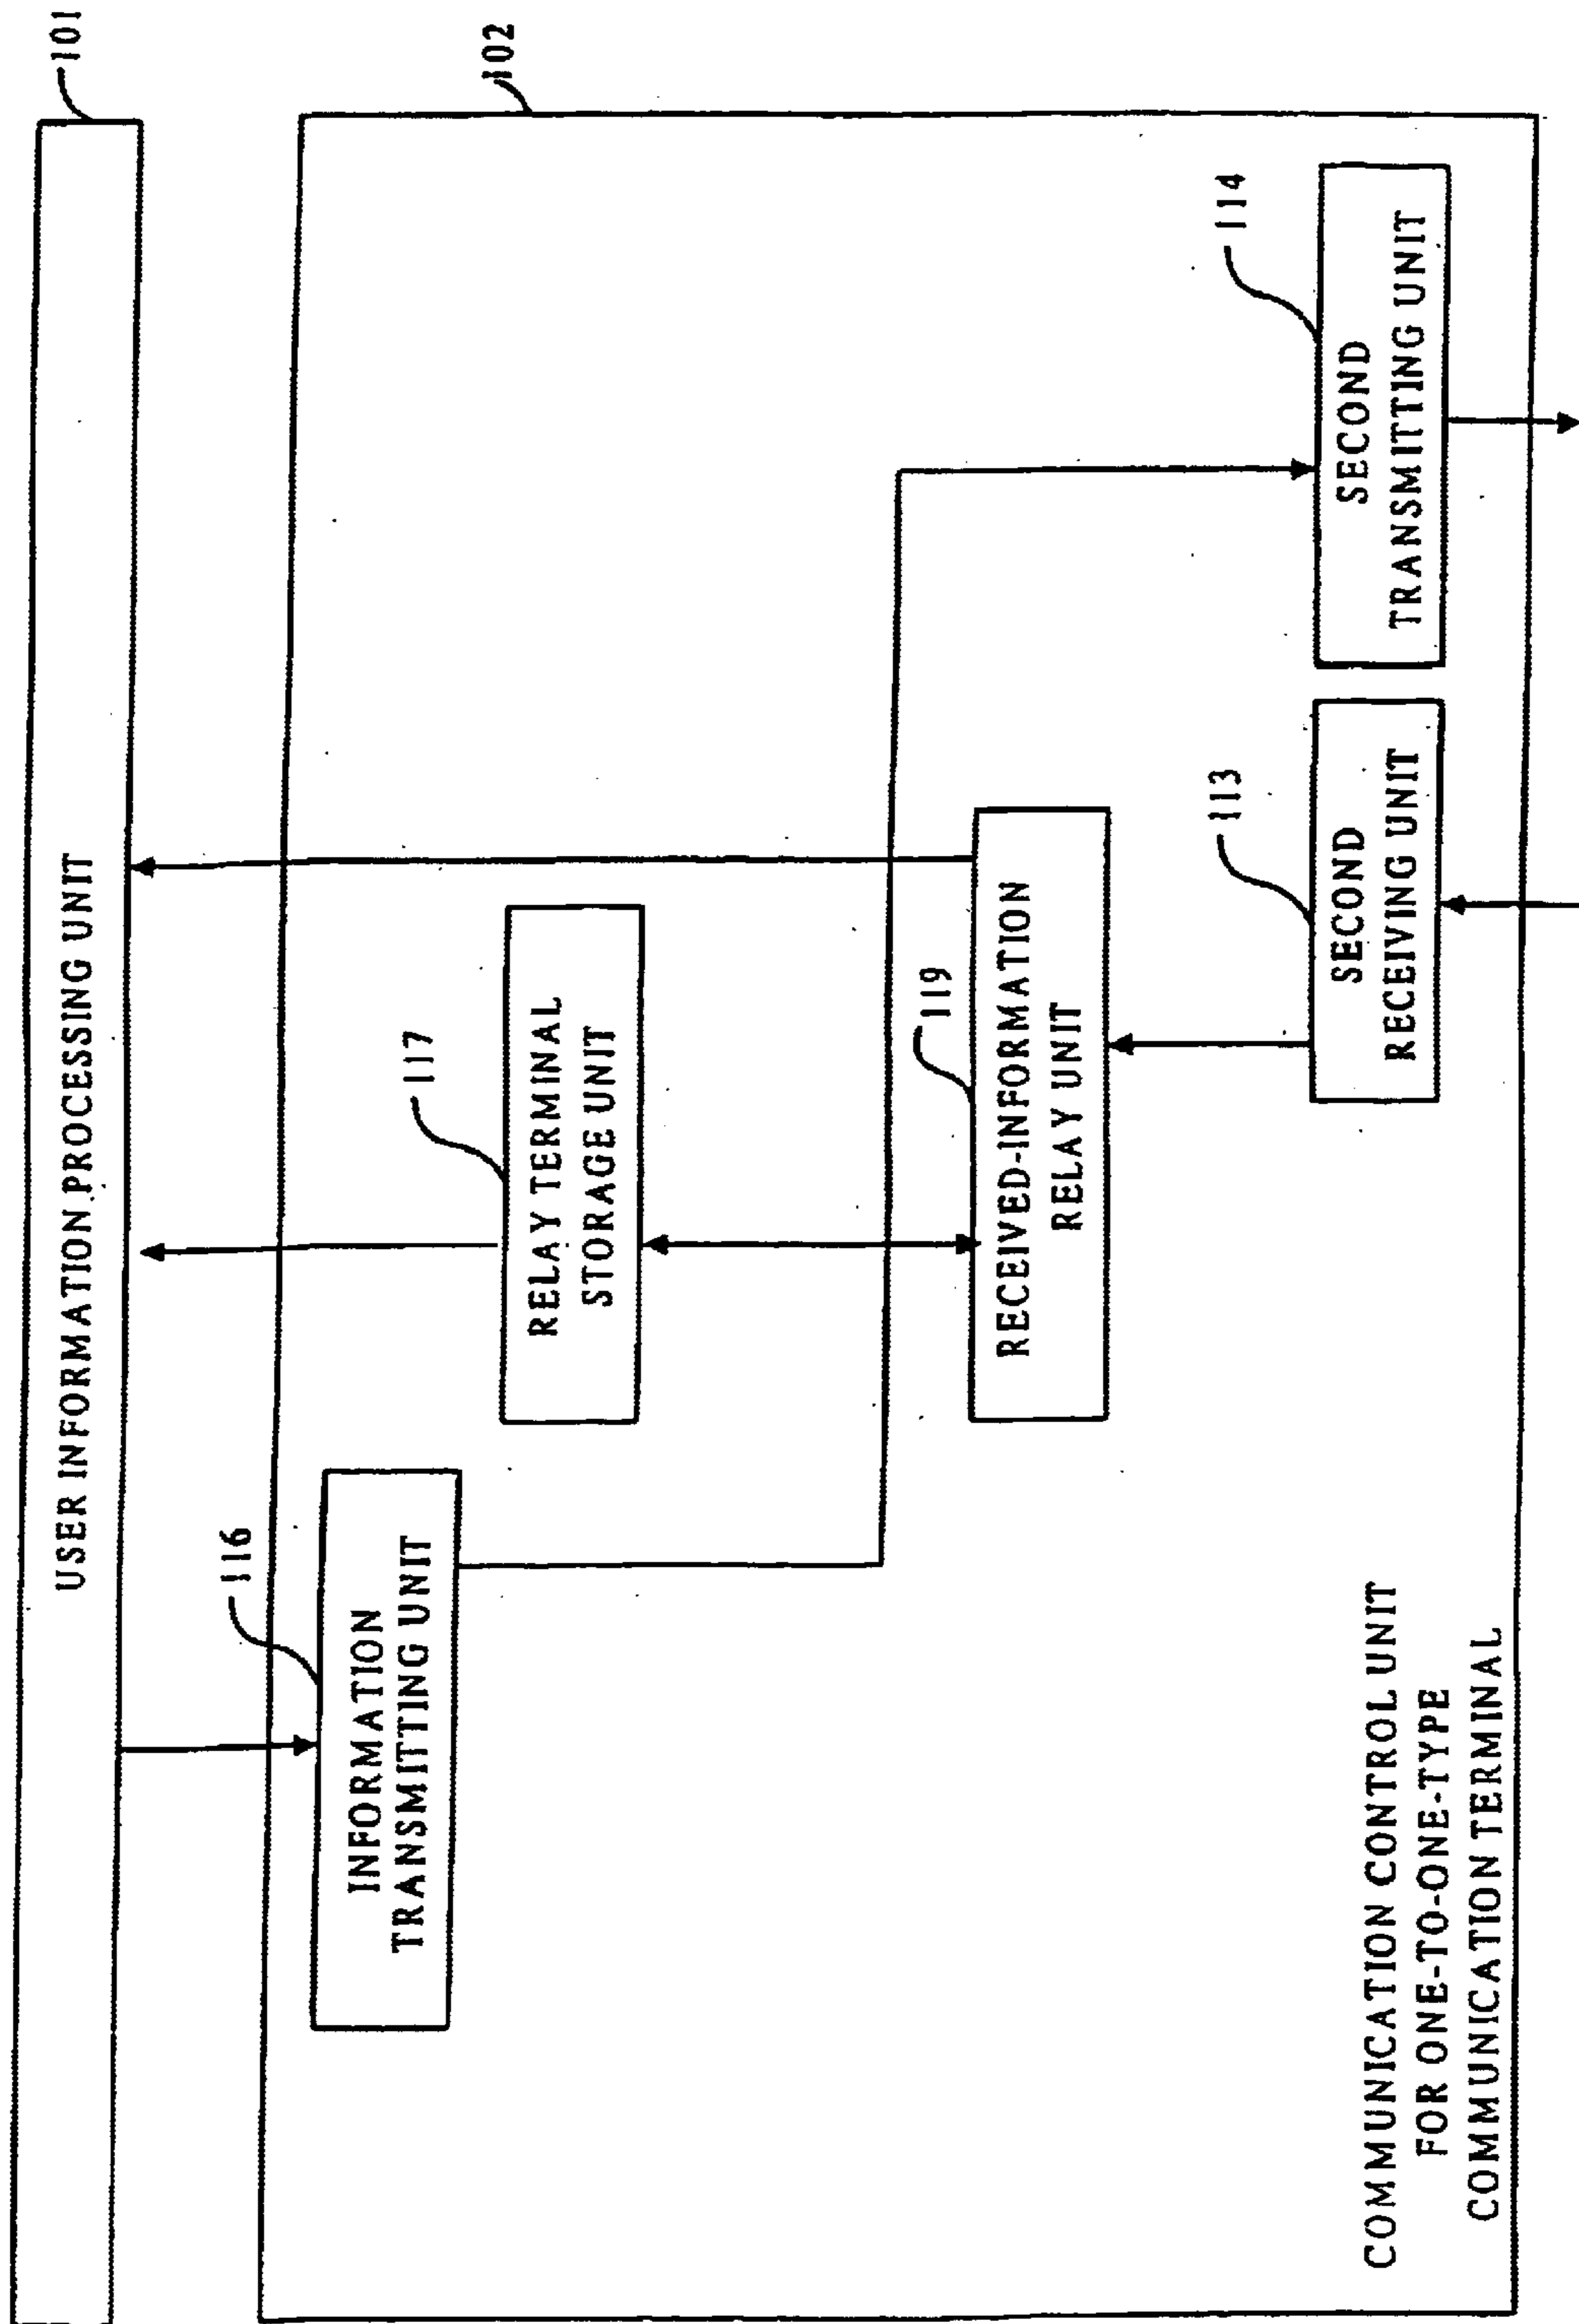 USER INFORMATION PROCESSING UNIT
101
102
116
INFORMATION
TRANSMITTING UNIT
117
RELAY TERMINAL
STORAGE UNIT
119
RECEIVED-INFORMATION
RELAY UNIT
113
SECOND
RECEIVING UNIT
114
SECOND
TRANSMITTING UNIT
COMMUNICATION CONTROL UNIT
FOR ONE-TO-ONE-TYPE
COMMUNICATION TERMINAL